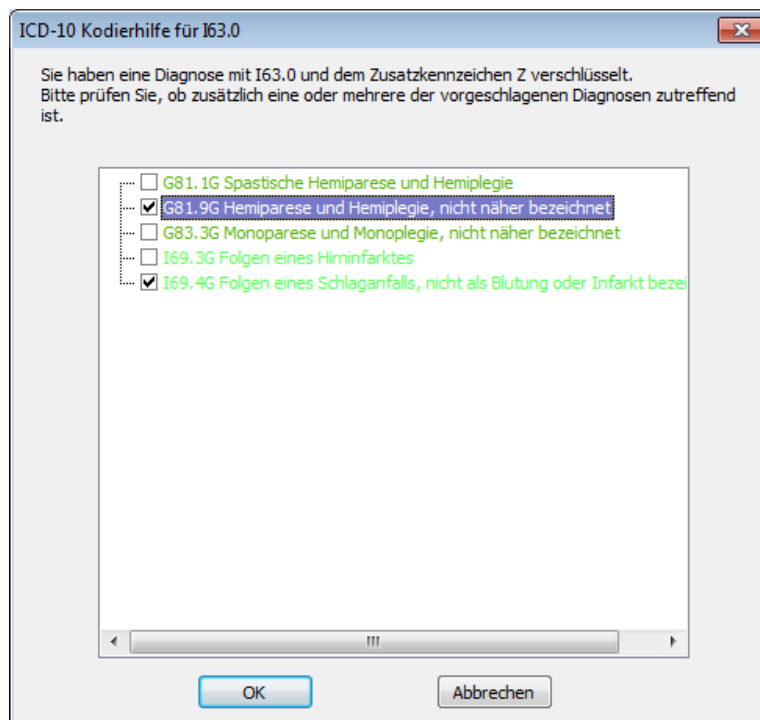 ICD-10 Kodierhilfe für I63.0
Sie haben eine Diagnose mit I63.0 und dem Zusatzkennzeichen Z verschlüsselt.
Bitte prüfen Sie, ob zusätzlich eine oder mehrere der vorgeschlagenen Diagnosen zutreffend
ist.
G81.1G Spastische Hemiparese und Hemiplegie
G81.9G Hemiparese und Hemiplegie, nicht näher bezeichnet
G83.3G Monoparese und Monoplegie, nicht näher bezeichnet
I69.3G Folgen eines Hirninfarktes
I69.4G Folgen eines Schlaganfalls, nicht als Blutung oder Infarkt bezei
OK
Abbrechen